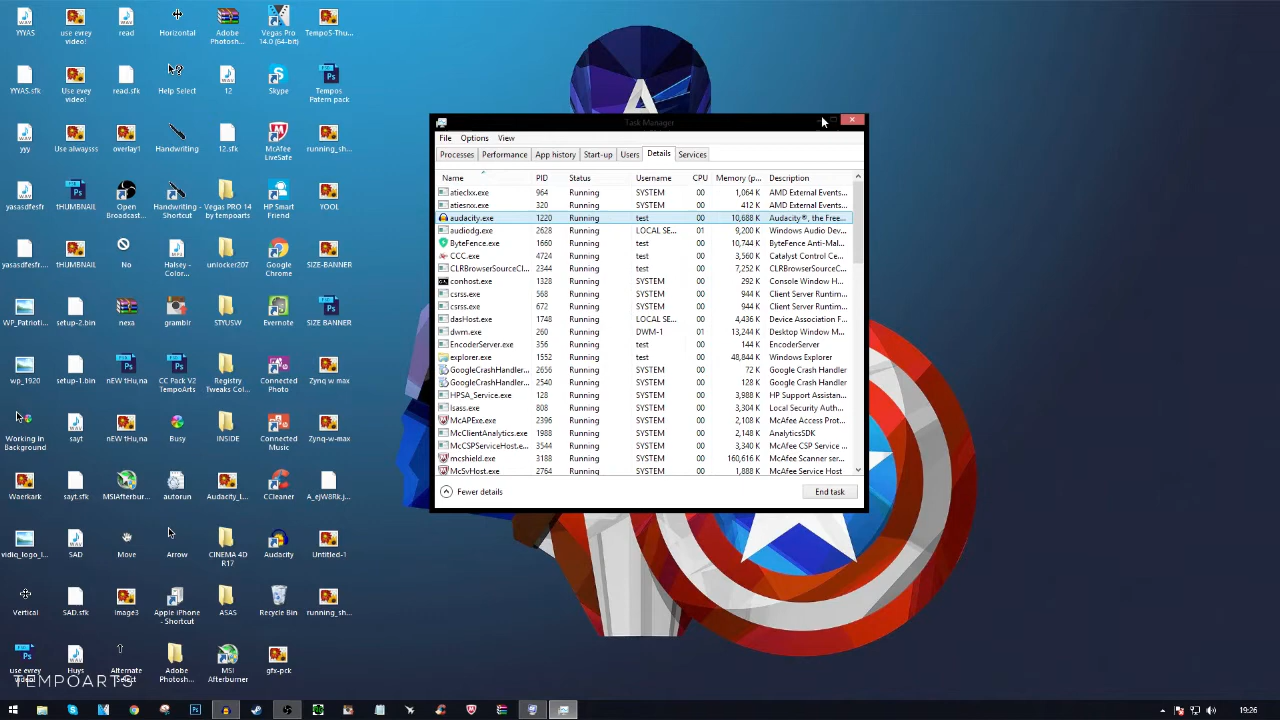 YYAS
use evrey
video!
read
Horizontal
Adobe
Photosh...
Vegas Pro
14.0 (64-bit)
TempoS-Thu...
YYAS.sfk
Use evey
video!
read.sfk
Help Select
12
Skype
Tempos
Patern pack
yyy
Use alwaysss
overlay1
Handwriting
12.sfk
McAfee
LiveSafe
running_sh...
yasasdfesfr
tHUMBNAIL
Open
Broadcast...
Handwriting -
Shortcut
Vegas PRO 14
by tempoarts
HP Smart
Friend
YOOL
yasasdfesfr...
tHUMBNAIL
No
Halsey -
Color...
unlocker207
Google
Chrome
SIZE-BANNER
WP_Patrioti...
setup-2.bin
nexa
gramblr
STYUSW
Evernote
SIZE BANNER
wp_1920
setup-1.bin
nEW tHu,na
CC Pack V2
TempoArts
Registry
Tweaks Col...
Connected
Photo
Zynq w max
Working in
Background
sayt
nEW tHu,na
Busy
INSIDE
Connected
Music
Zynq-w-max
Waerkark
sayt.sfk
MSIAfterbur...
autorun
Audacity_L...
CCleaner
A_ejW8Rk.j...
vidiq_logo_l...
SAD
Move
Arrow
CINEMA 4D
R17
Audacity
Untitled-1
Vertical
SAD.sfk
Image3
Apple iPhone
- Shortcut
ASAS
Recycle Bin
running_sh...
use evrey
video!
Huys
Alternate
Select
Adobe
Photosh...
MSI
Afterburner
gfx-pck
TEMPOARTS
Task Manager
File Options View
Processes Performance App history Start-up Users Details Services
Name PID Status Username CPU Memory (p... Description
atieclxx.exe 964 Running SYSTEM 00 1,064 K AMD External Events...
atiesrxx.exe 320 Running SYSTEM 00 412 K AMD External Events...
audacity.exe 1220 Running test 00 10,688 K Audacity®, the Free...
audiodg.exe 2628 Running LOCAL SE... 01 9,200 K Windows Audio Dev...
ByteFence.exe 1660 Running test 00 10,744 K ByteFence Anti-Mal...
CCC.exe 4724 Running test 00 3,560 K Catalyst Control Ce...
CLRBrowserSourceCl... 2344 Running test 00 7,252 K CLRBrowserSourceC...
conhost.exe 1128 Running SYSTEM 00 292 K Console Window H...
csrss.exe 568 Running SYSTEM 00 944 K Client Server Runtim...
csrss.exe 672 Running SYSTEM 00 944 K Client Server Runtim...
dasHost.exe 1748 Running LOCAL SE... 00 4,436 K Device Association F...
dwm.exe 260 Running DWM-1 01 13,244 K Desktop Window M...
EncoderServer.exe 356 Running test 00 144 K EncoderServer
explorer.exe 1552 Running test 00 48,844 K Windows Explorer
GoogleCrashHandler... 2656 Running SYSTEM 00 72 K Google Crash Handler
GoogleCrashHandler... 2540 Running SYSTEM 00 128 K Google Crash Handler
HPSA_Service.exe 128 Running SYSTEM 00 3,988 K HP Support Assistan...
lsass.exe 808 Running SYSTEM 00 3,304 K Local Security Auth...
McAPExe.exe 2396 Running SYSTEM 00 2,108 K McAfee Access Prot...
McClientAnalytics.exe 1988 Running SYSTEM 00 2,148 K AnalyticsSDK
McCSPServiceHost.e... 3544 Running SYSTEM 00 3,120 K McAfee CSP Service ...
mcshield.exe 3000 Running SYSTEM 00 160,616 K McAfee Scanner ser...
McSvHost.exe 2764 Running SYSTEM 00 1,888 K McAfee Service Host
Fewer details
End task
19:26